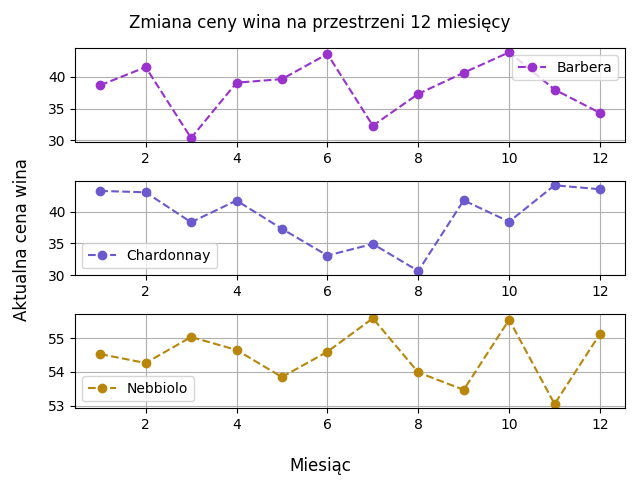 Zmiana ceny wina na przestrzeni 12 miesięcy
Aktualna cena wina
40
35
30
Barbera
2 4 6 8 10 12
40
35
30
Chardonnay
2 4 6 8 10 12
55
54
53
Nebbiolo
2 4 6 8 10 12
Miesiąc